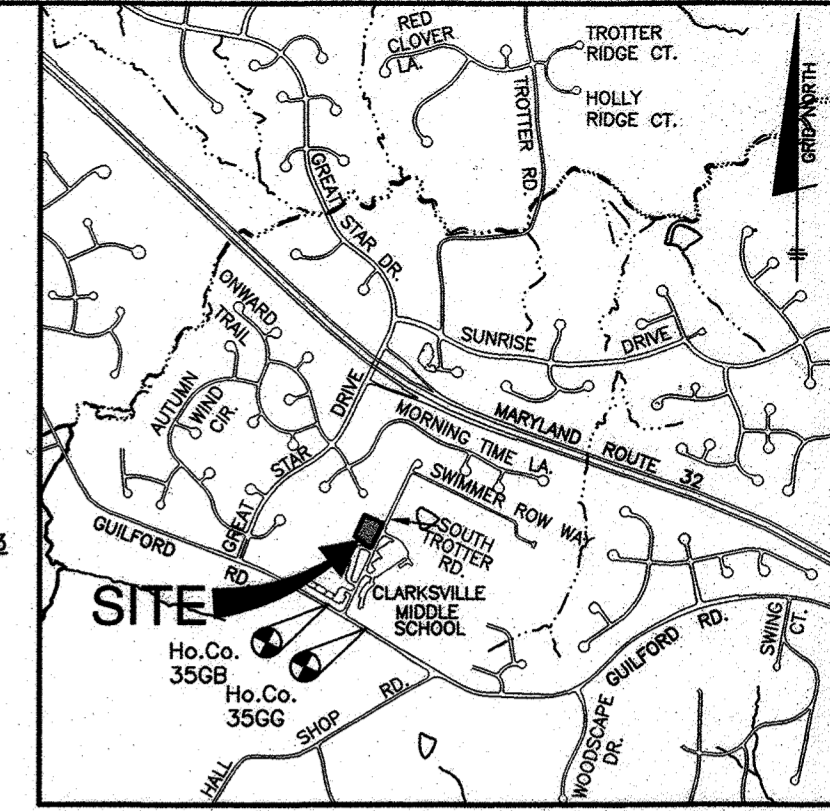 RED
CLOVER
LA.
TROTTER
RIDGE CT.
HOLLY
RIDGE CT.
TROTTER RD.
GRID NORTH
GREAT STAR DR.
ONWARD
TRAIL
AUTUMN
WIND
CIR.
SUNRISE DRIVE
GREAT STAR DRIVE
MARYLAND ROUTE 32
MORNING TIME LA.
SWIMMER ROW WAY
SOUTH
TROTTER
RD.
GUILFORD RD
SITE
CLARKSVILLE
MIDDLE
SCHOOL
Ho.Co.
35GB
Ho.Co.
35GG
HALL SHOP RD.
GUILFORD RD.
WOODSCAPE
DR.
SWING
CT.